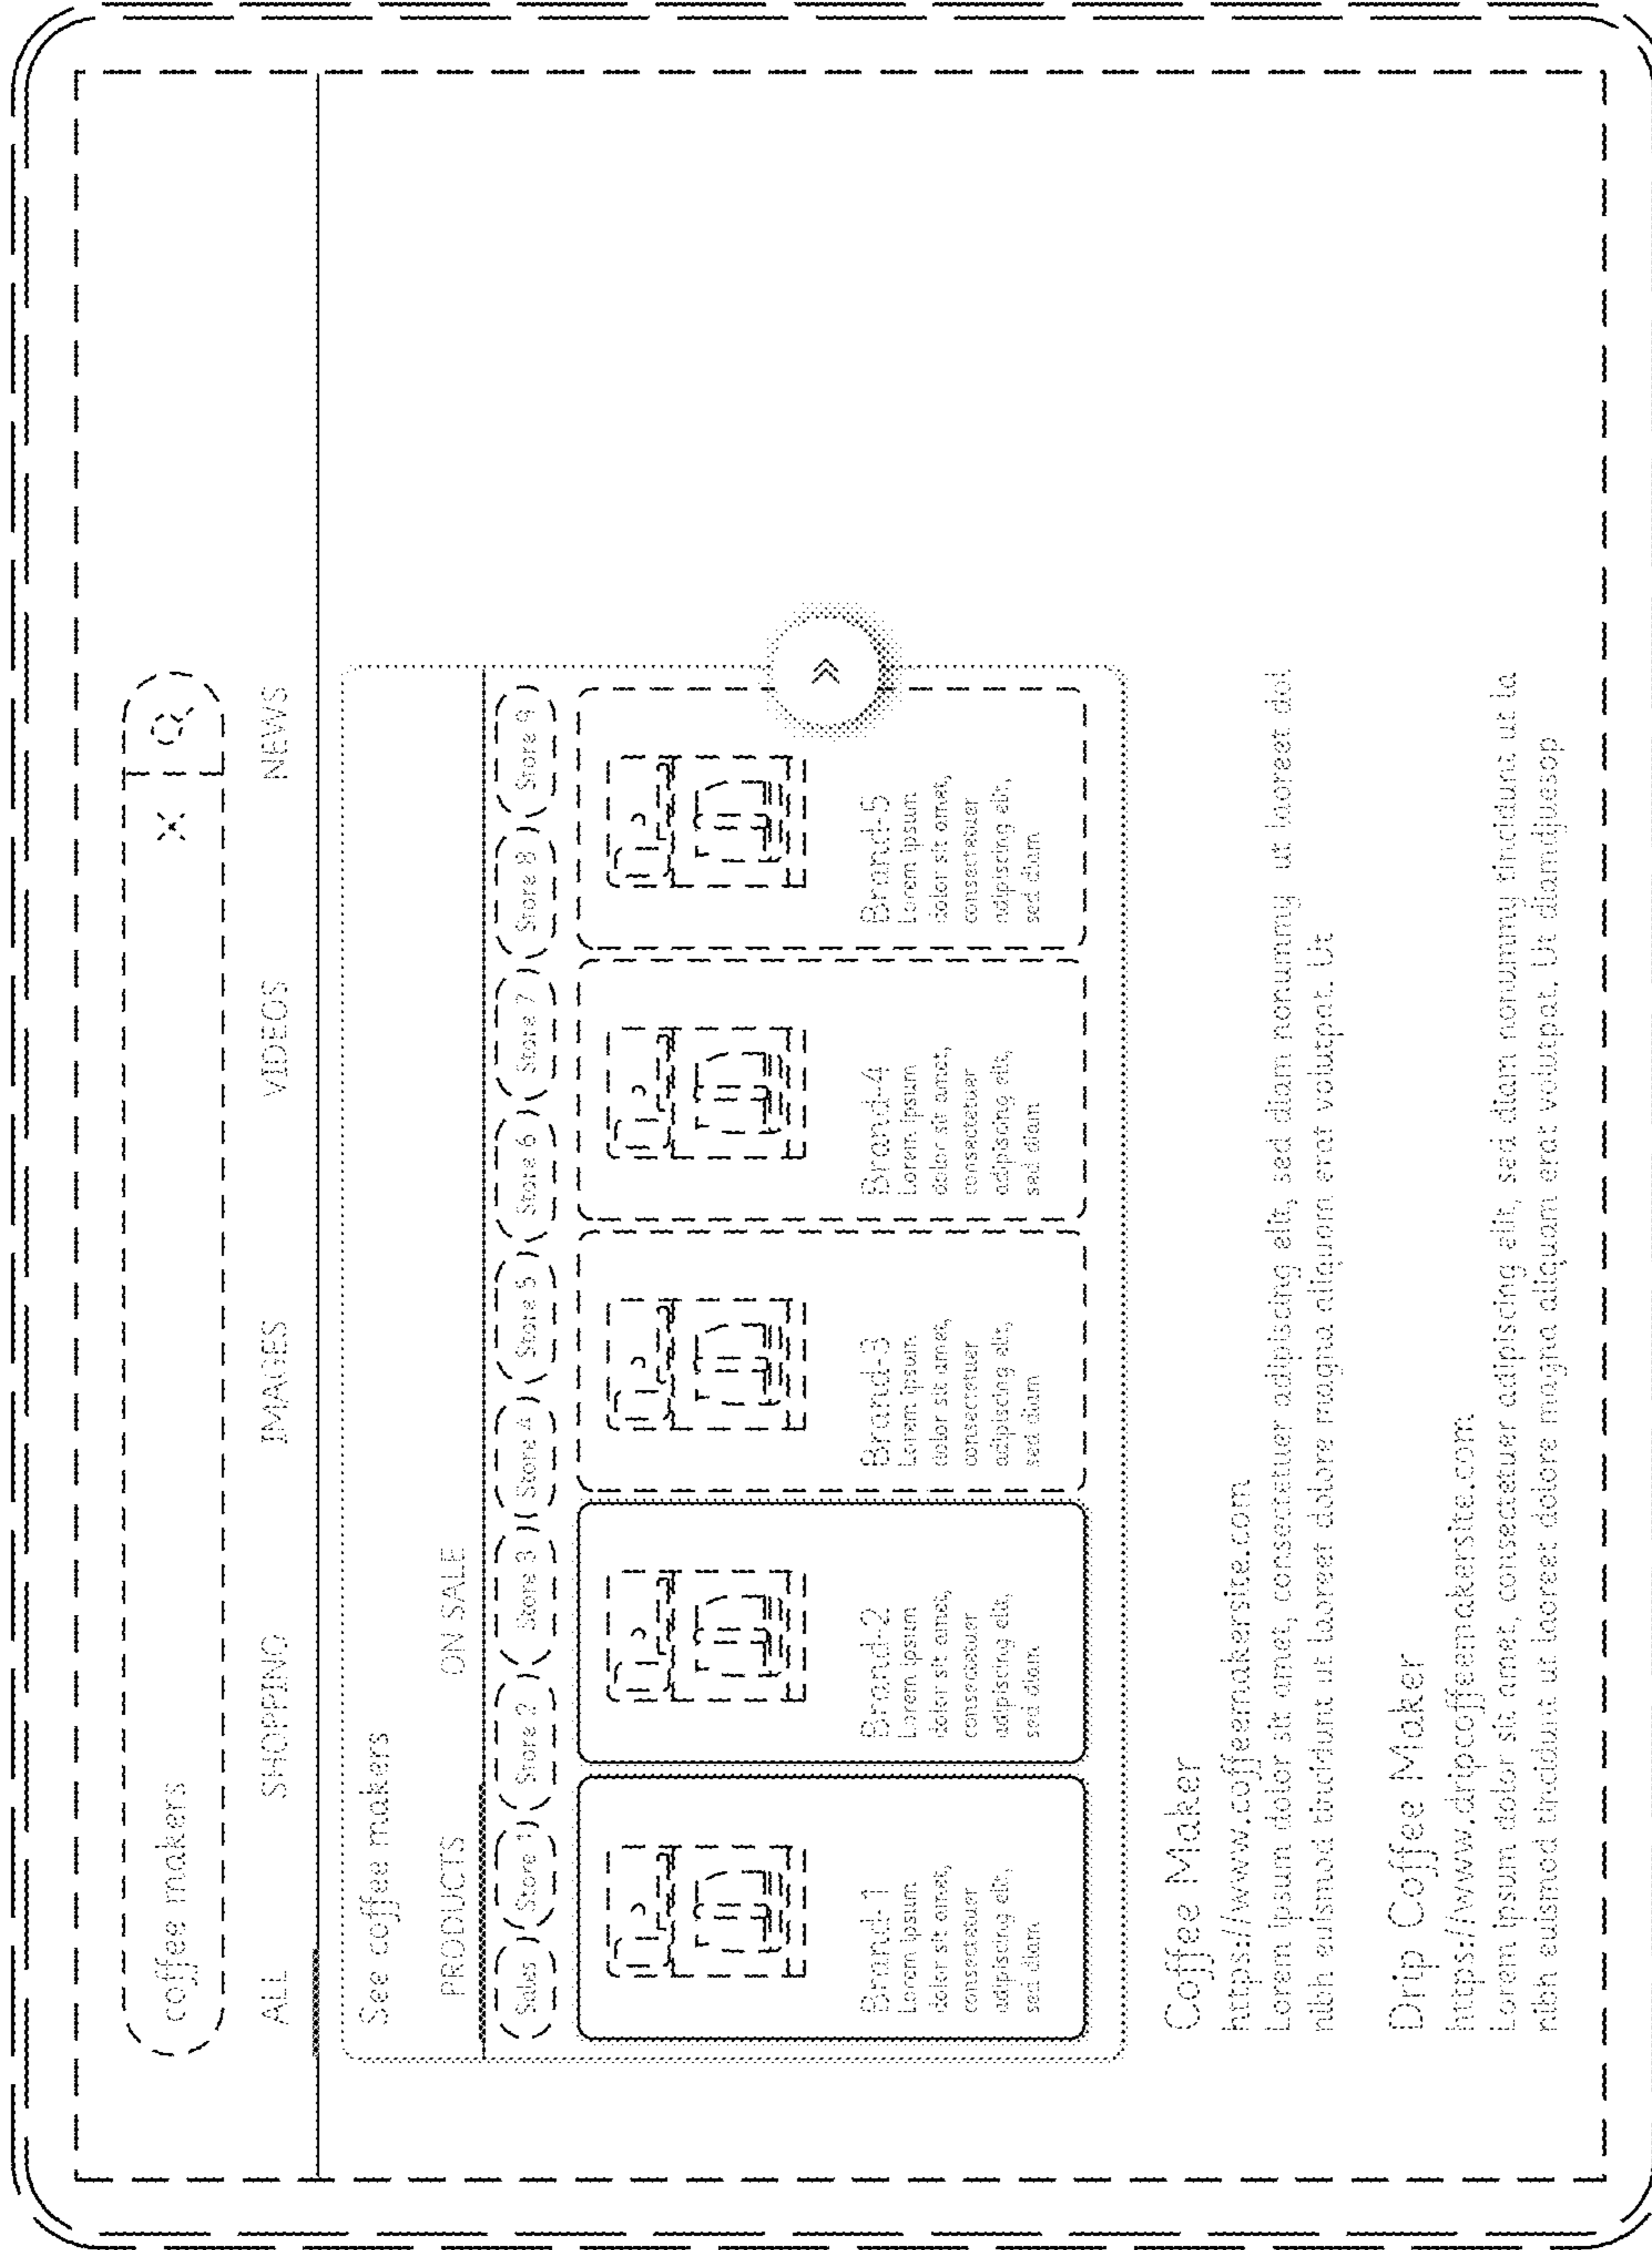 coffee makers X
ALL SHOPPING IMAGES VIDEOS NEWS
See coffee makers
PRODUCTS ON SALE
Sales Store 1 Store 2 Store 3 Store 4 Store 5 Store 6 Store 7 Store 8 Store 9
Brand-1
Lorem ipsum
dolor sit amet,
consectetuer
adipiscing elit,
sed diam
Brand-2
Lorem ipsum
dolor sit amet,
consectetuer
adipiscing elit,
sed diam
Brand-3
Lorem ipsum
dolor sit amet,
consectetuer
adipiscing elit,
sed diam
Brand-4
Lorem ipsum
dolor sit amet,
consectetuer
adipiscing elit,
sed diam
Brand-5
Lorem ipsum
dolor sit amet,
consectetuer
adipiscing elit,
sed diam
Coffee Maker
https://www.coffeemakersite.com
Lorem ipsum dolor sit amet, consectetuer adipiscing elit, sed diam nonummy ut laoreet dol
nibh euismod tincidunt ut laoreet dolore magna aliquam erat volutpat. Ut
Drip Coffee Maker
https://www.dripcoffeemakersite.com
Lorem ipsum dolor sit amet, consectetuer adipiscing elit, sed diam nonummy tincidunt ut la
nibh euismod tincidunt ut laoreet dolore magna aliquam erat volutpat. Ut diamdjuesop